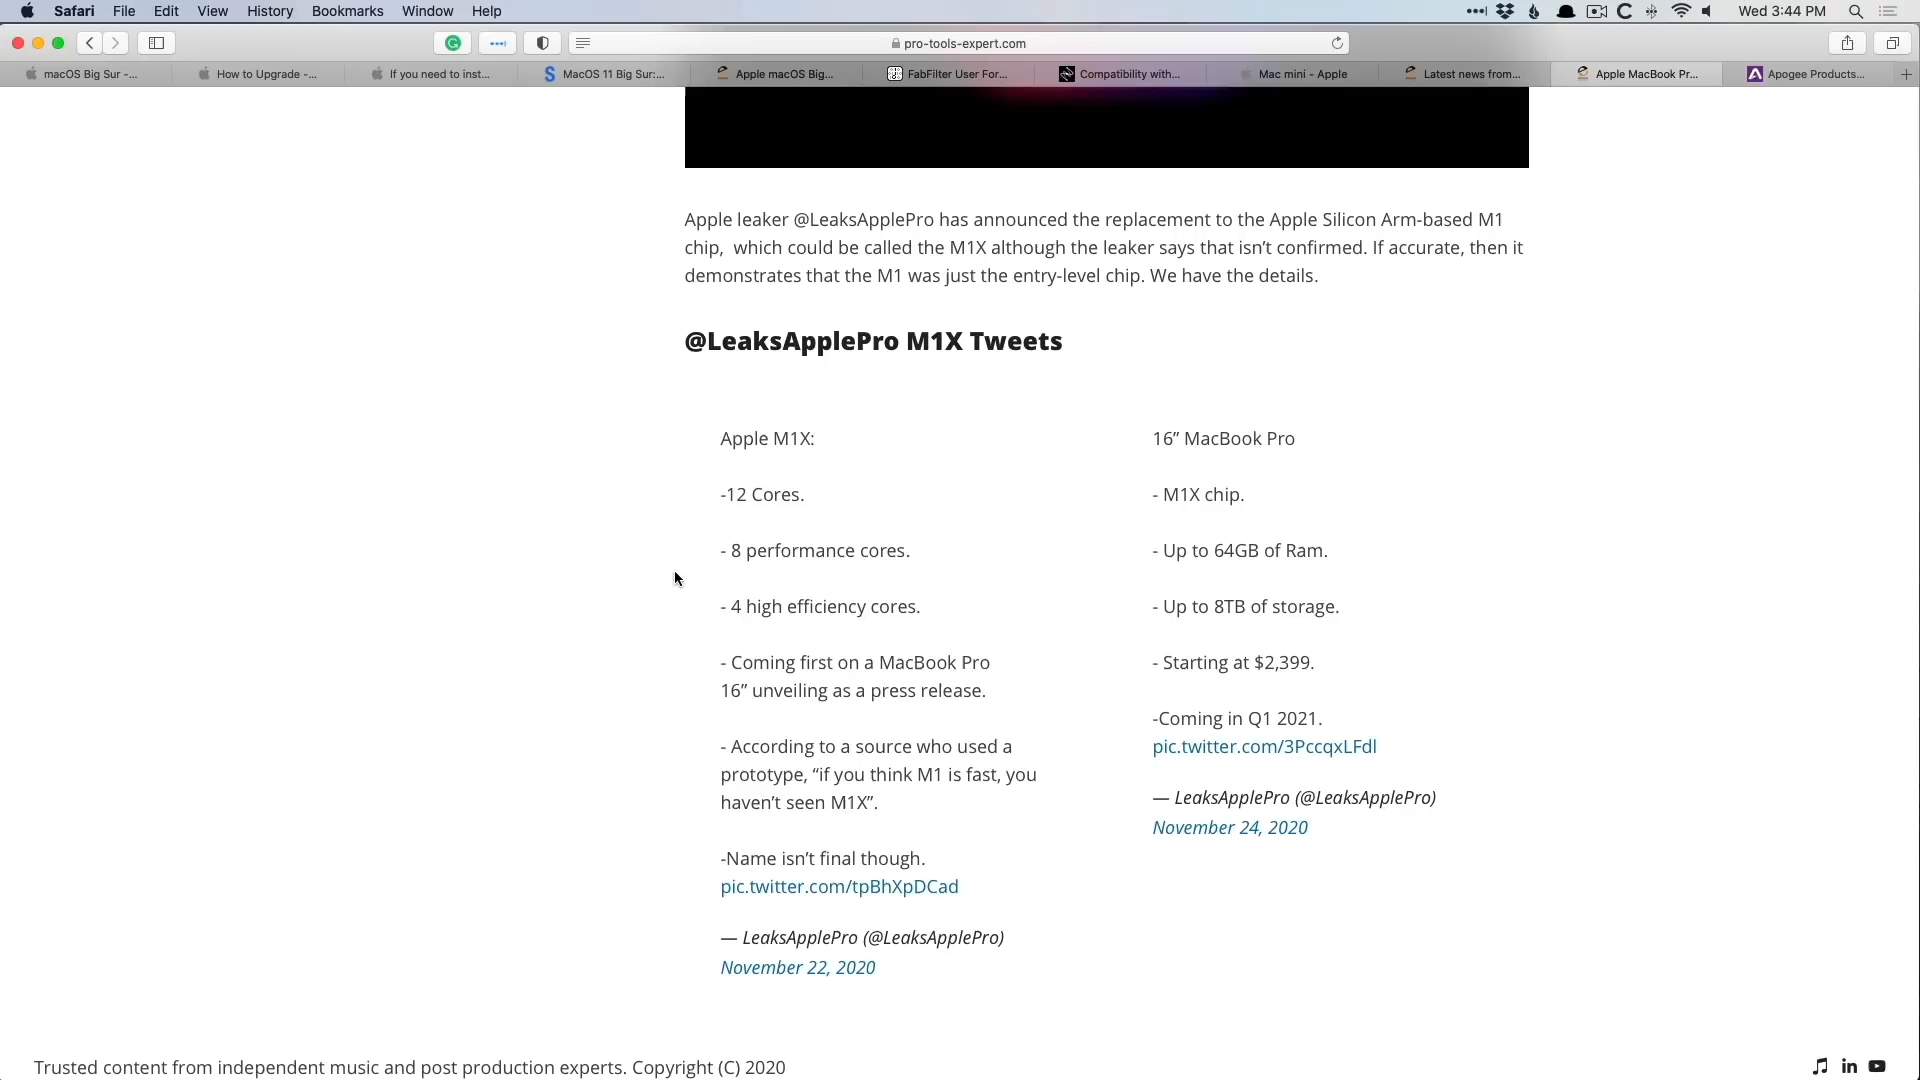 Safari File Edit View History Bookmarks Window Help Wed 3:44 PM
pro-tools-expert.com
macOS Big Sur -... How to Upgrade -... If you need to inst... MacOS 11 Big Sur:... Apple macOS Big... FabFilter User For... Compatibility with... Mac mini - Apple Latest news from... Apple MacBook Pr... Apogee Products...
Apple leaker @LeaksApplePro has announced the replacement to the Apple Silicon Arm-based M1
chip, which could be called the M1X although the leaker says that isn’t confirmed. If accurate, then it
demonstrates that the M1 was just the entry-level chip. We have the details.
@LeaksApplePro M1X Tweets
Apple M1X:
-12 Cores.
- 8 performance cores.
- 4 high efficiency cores.
- Coming first on a MacBook Pro
16” unveiling as a press release.
- According to a source who used a
prototype, “if you think M1 is fast, you
haven’t seen M1X”.
-Name isn’t final though.
pic.twitter.com/tpBhXpDCad
— LeaksApplePro (@LeaksApplePro)
November 22, 2020
16” MacBook Pro
- M1X chip.
- Up to 64GB of Ram.
- Up to 8TB of storage.
- Starting at $2,399.
-Coming in Q1 2021.
pic.twitter.com/3PccqxLFdl
— LeaksApplePro (@LeaksApplePro)
November 24, 2020
Trusted content from independent music and post production experts. Copyright (C) 2020